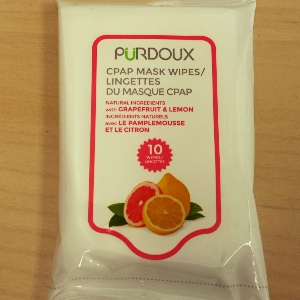 PÜRDOUX
CPAP MASK WIPES/
LINGETTES
DU MASQUE CPAP
NATURAL INGREDIENTS
with GRAPEFRUIT & LEMON
INGRÉDIENTS NATURELS
avec LE PAMPLEMOUSSE
ET LE CITRON
10
WIPES/
LINGETTES